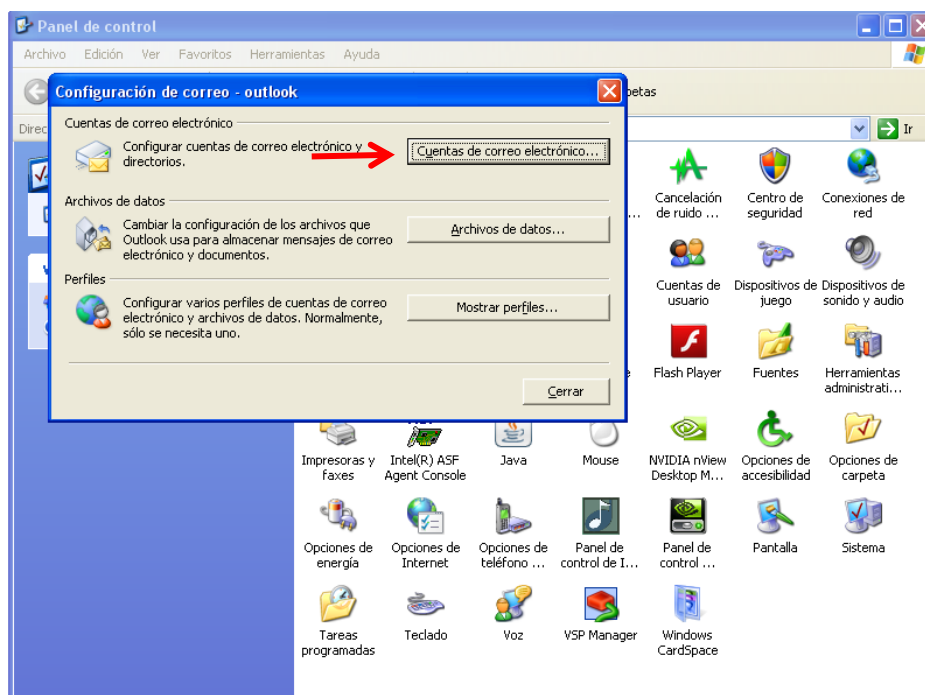 Panel de control
Archivo Edición Ver Favoritos Herramientas Ayuda
Configuración de correo - outlook
Ir
Cuentas de correo electrónico
Configurar cuentas de correo electrónico y
directorios.
Cuentas de correo electrónico...
Archivos de datos
Cambiar la configuración de los archivos que
Outlook usa para almacenar mensajes de correo
electrónico y documentos.
Archivos de datos...
Perfiles
Configurar varios perfiles de cuentas de correo
electrónico y archivos de datos. Normalmente,
sólo se necesita uno.
Mostrar perfiles...
Cerrar
Cancelación
de ruido ...
Centro de
seguridad
Conexiones de
red
Cuentas de
usuario
Dispositivos de
juego
Dispositivos de
sonido y audio
Flash Player
Fuentes
Herramientas
administrati...
Impresoras y
faxes
Intel(R) ASF
Agent Console
Java
Mouse
NVIDIA nView
Desktop M...
Opciones de
accesibilidad
Opciones de
carpeta
Opciones de
energía
Opciones de
Internet
Opciones de
teléfono ...
Panel de
control de I...
Panel de
control ...
Pantalla
Sistema
Tareas
programadas
Teclado
Voz
VSP Manager
Windows
CardSpace